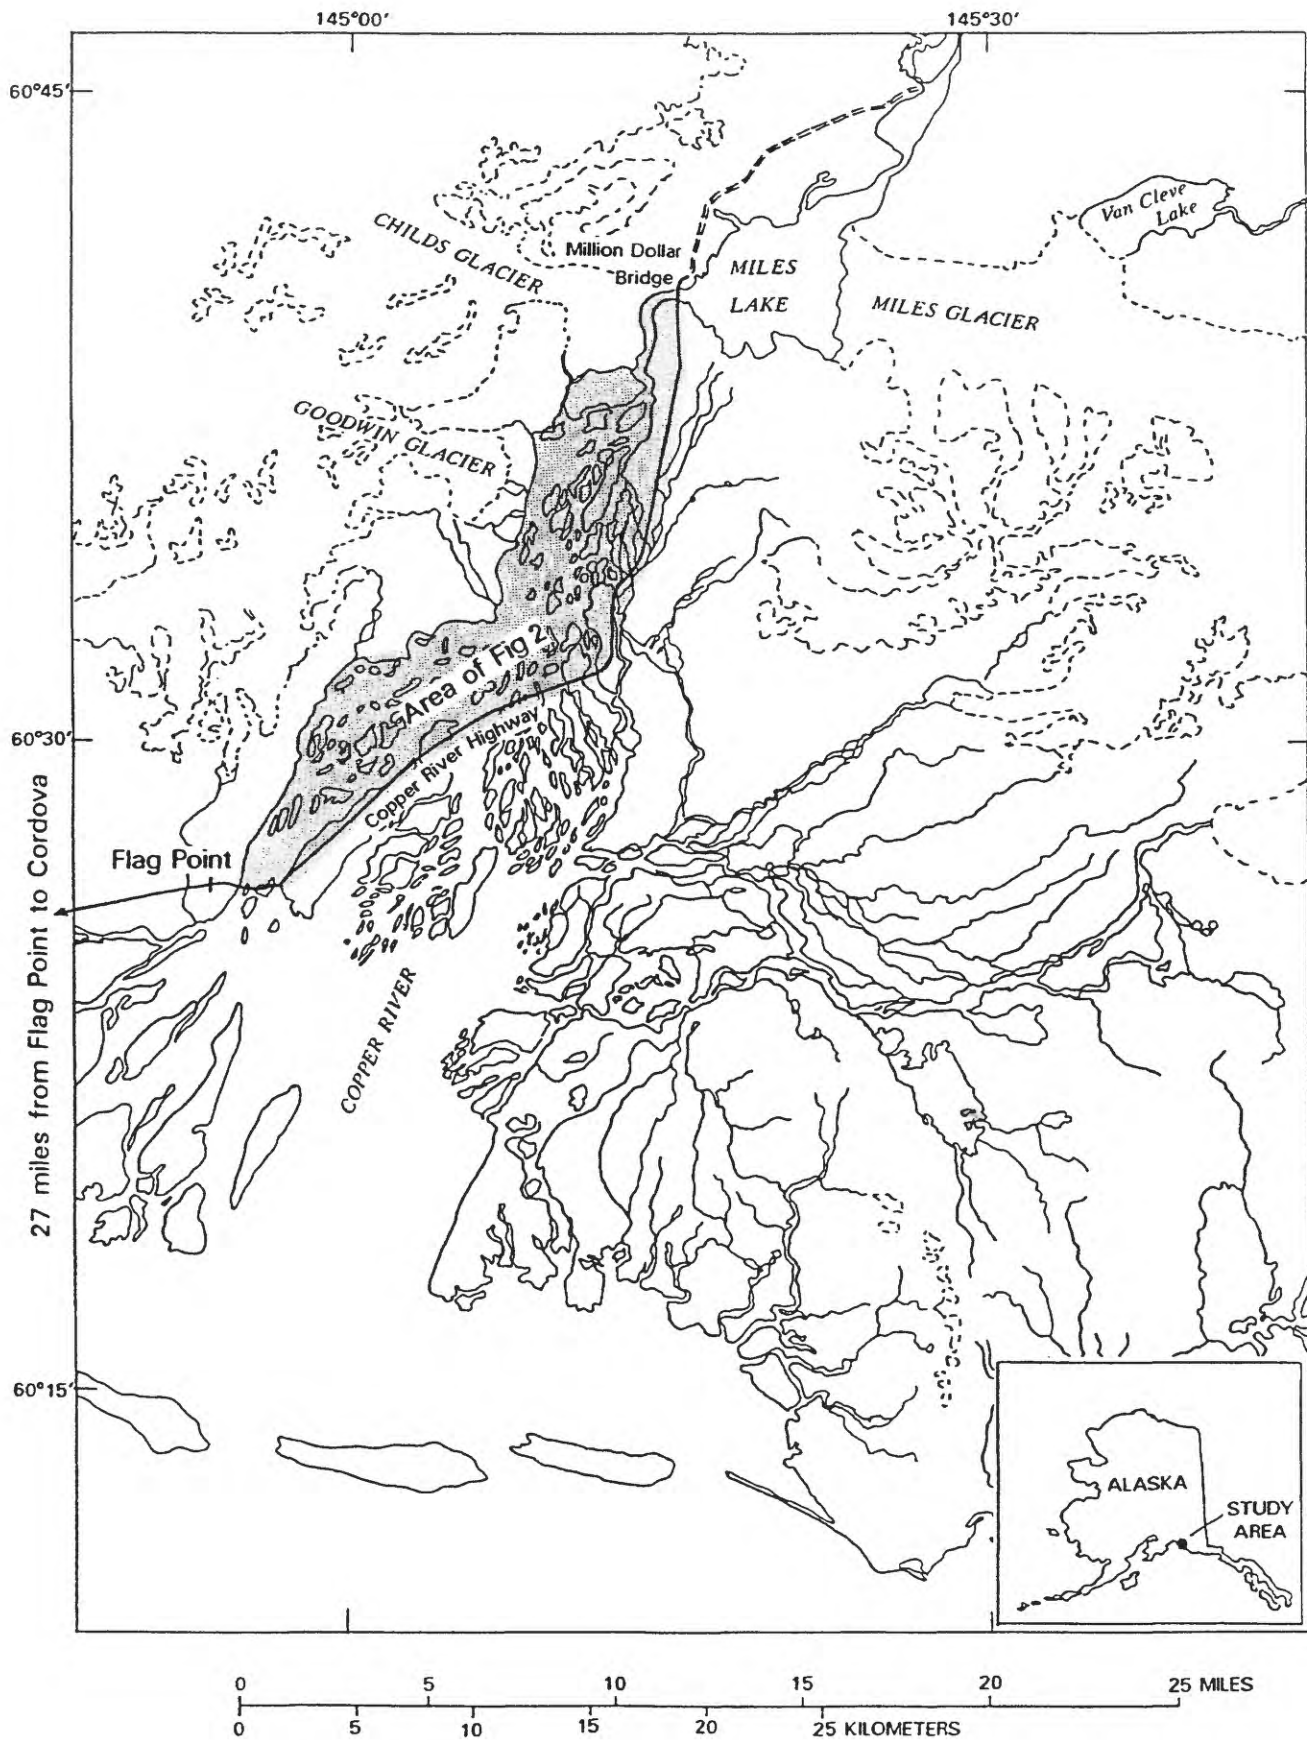 145°00'
145°30'
60°45'
Van Cleve
Lake
CHILDS GLACIER
Million Dollar
Bridge
MILES
LAKE
MILES GLACIER
GOODWIN GLACIER
Area of Fig 2
60°30'
Copper River Highway
Flag Point
27 miles from Flag Point to Cordova
COPPER RIVER
60°15'
ALASKA
STUDY
AREA
0 5 10 15 20 25 MILES
0 5 10 15 20 25 KILOMETERS